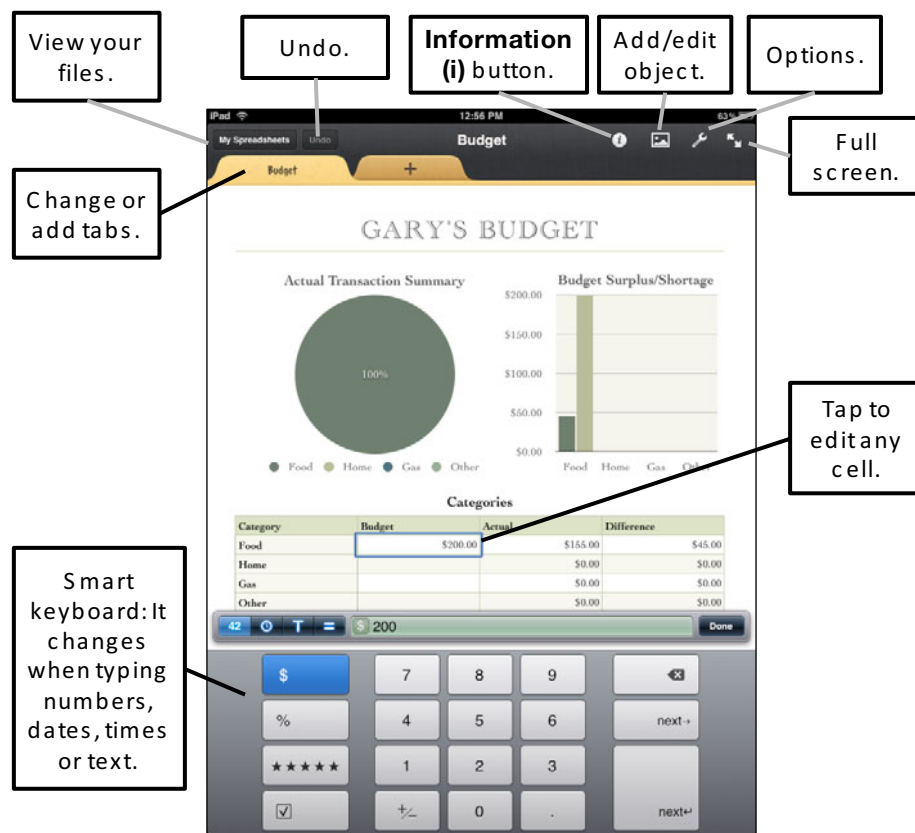 View your
files.
Undo.
Information
(i) button.
Add/edit
object.
Options.
iPad
12:56 PM
63%
My Spreadsheets
Undo
Budget
Full
screen.
Budget
+
Change or
add tabs.
GARY'S BUDGET
Actual Transaction Summary
100%
Food Home Gas Other
Budget Surplus/Shortage
$200.00
$150.00
$100.00
$50.00
$0.00
Food Home Gas Other
Tap to
edit any
cell.
Categories
Category Budget Actual Difference
Food $200.00 $155.00 $45.00
Home $0.00 $0.00
Gas $0.00 $0.00
Other $0.00 $0.00
Smart
keyboard: It
changes
when typing
numbers,
dates, times
or text.
42 T = $ 200 Done
$ 7 8 9
% 4 5 6 next→
★★★★★ 1 2 3
+/- 0 . next↵